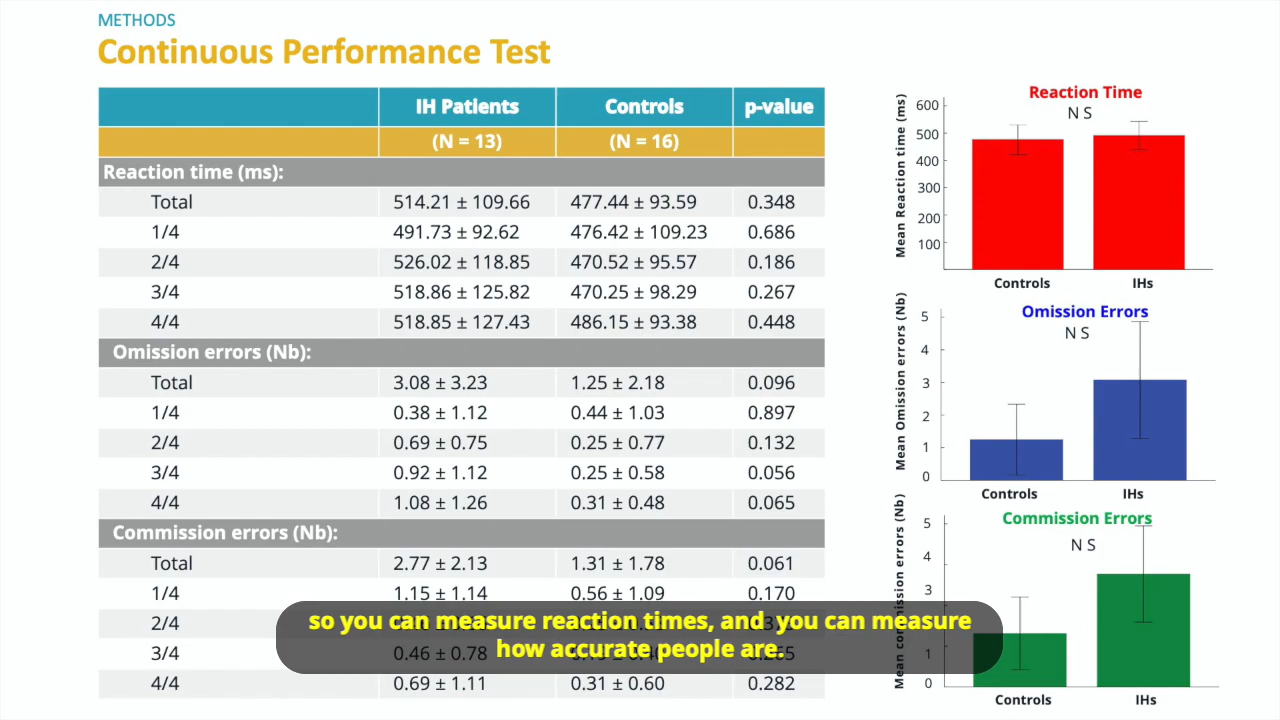 METHODS
Continuous Performance Test
IH Patients Controls p-value
(N = 13) (N = 16)
Reaction time (ms):
Total 514.21 ± 109.66 477.44 ± 93.59 0.348
1/4 491.73 ± 92.62 476.42 ± 109.23 0.686
2/4 526.02 ± 118.85 470.52 ± 95.57 0.186
3/4 518.86 ± 125.82 470.25 ± 98.29 0.267
4/4 518.85 ± 127.43 486.15 ± 93.38 0.448
Omission errors (Nb):
Total 3.08 ± 3.23 1.25 ± 2.18 0.096
1/4 0.38 ± 1.12 0.44 ± 1.03 0.897
2/4 0.69 ± 0.75 0.25 ± 0.77 0.132
3/4 0.92 ± 1.12 0.25 ± 0.58 0.056
4/4 1.08 ± 1.26 0.31 ± 0.48 0.065
Commission errors (Nb):
Total 2.77 ± 2.13 1.31 ± 1.78 0.061
1/4 1.15 ± 1.14 0.56 ± 1.09 0.170
2/4
3/4 0.46 ± 0.78
4/4 0.69 ± 1.11 0.31 ± 0.60 0.282
so you can measure reaction times, and you can measure
how accurate people are.
Reaction Time
N S
Mean Reaction time (ms)
600
500
400
300
200
100
Controls IHs
Omission Errors
N S
Mean Omission errors (Nb)
5
4
3
2
1
0
Controls IHs
Commission Errors
N S
Mean commission errors (Nb)
5
4
3
1
0
Controls IHs